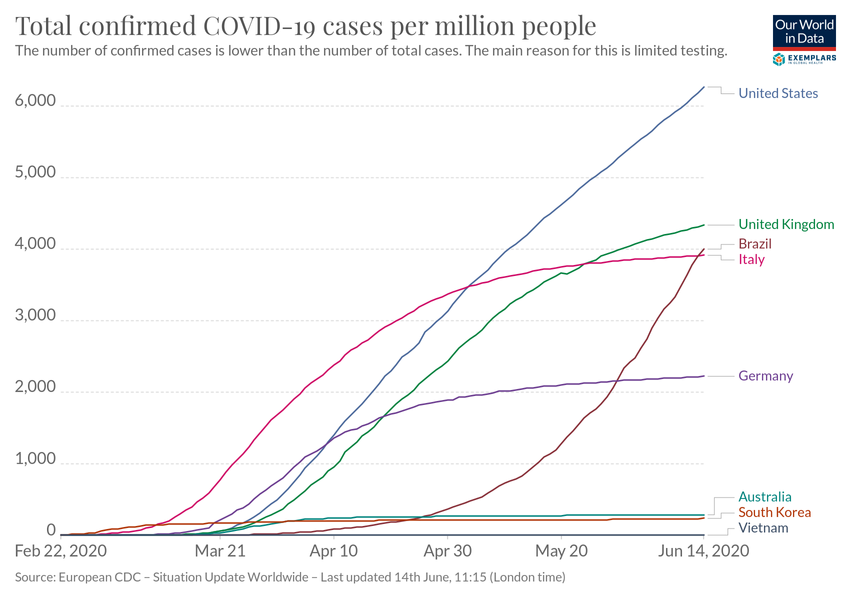 Total confirmed COVID-19 cases per million people
The number of confirmed cases is lower than the number of total cases. The main reason for this is limited testing.
Our World
in Data
EXEMPLARS
IN GLOBAL HEALTH
6,000
5,000
4,000
3,000
2,000
1,000
0
United States
United Kingdom
Brazil
Italy
Germany
Australia
South Korea
Vietnam
Feb 22, 2020
Mar 21
Apr 10
Apr 30
May 20
Jun 14, 2020
Source: European CDC – Situation Update Worldwide – Last updated 14th June, 11:15 (London time)